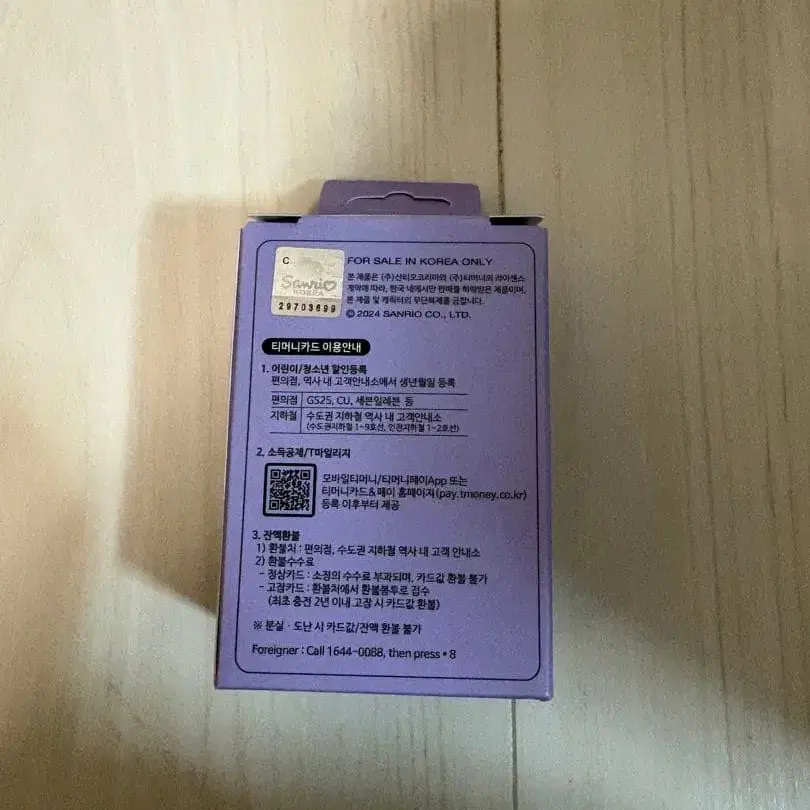 C
Sanrio
KOREA
29703699
FOR SALE IN KOREA ONLY
본 제품은 (주)산리오코리아와 (주)티머니의 라이센스
계약에 따라, 한국 내에서만 판매를 허락받은 제품이며,
본 제품 및 캐릭터의 무단복제를 금합니다.
© 2024 SANRIO CO., LTD.
티머니카드 이용안내
1. 어린이/청소년 할인등록
편의점, 역사 내 고객안내소에서 생년월일 등록
편의점 GS25, CU, 세븐일레븐 등
지하철 수도권 지하철 역사 내 고객안내소
(수도권지하철 1~9호선, 인천지하철 1~2호선)
2. 소득공제/T마일리지
모바일티머니/티머니페이App 또는
티머니카드&페이 홈페이지(pay.tmoney.co.kr)
등록 이후부터 제공
3. 잔액환불
1) 환불처 : 편의점, 수도권 지하철 역사 내 고객 안내소
2) 환불수수료
- 정상카드 : 소정의 수수료 부과되며, 카드값 환불 불가
- 고장카드 : 환불처에서 환불봉투로 접수
(최초 충전 2년 이내 고장 시 카드값 환불)
※ 분실 · 도난 시 카드값/잔액 환불 불가
Foreigner : Call 1644-0088, then press * 8